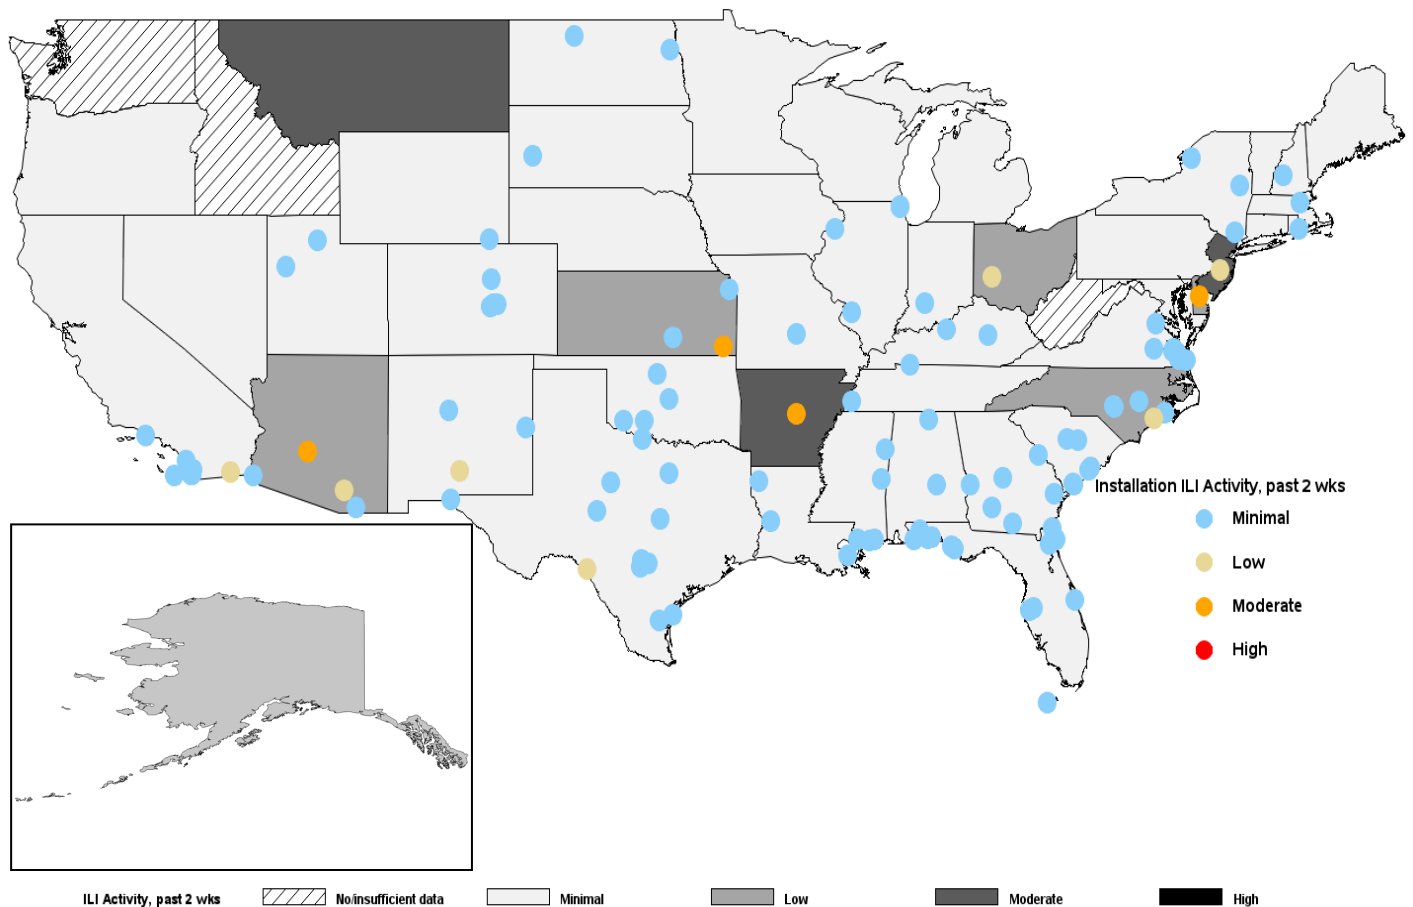 Installation ILI Activity, past 2 wks
Minimal
Low
Moderate
High
ILI Activity, past 2 wks No/insufficient data Minimal Low Moderate High